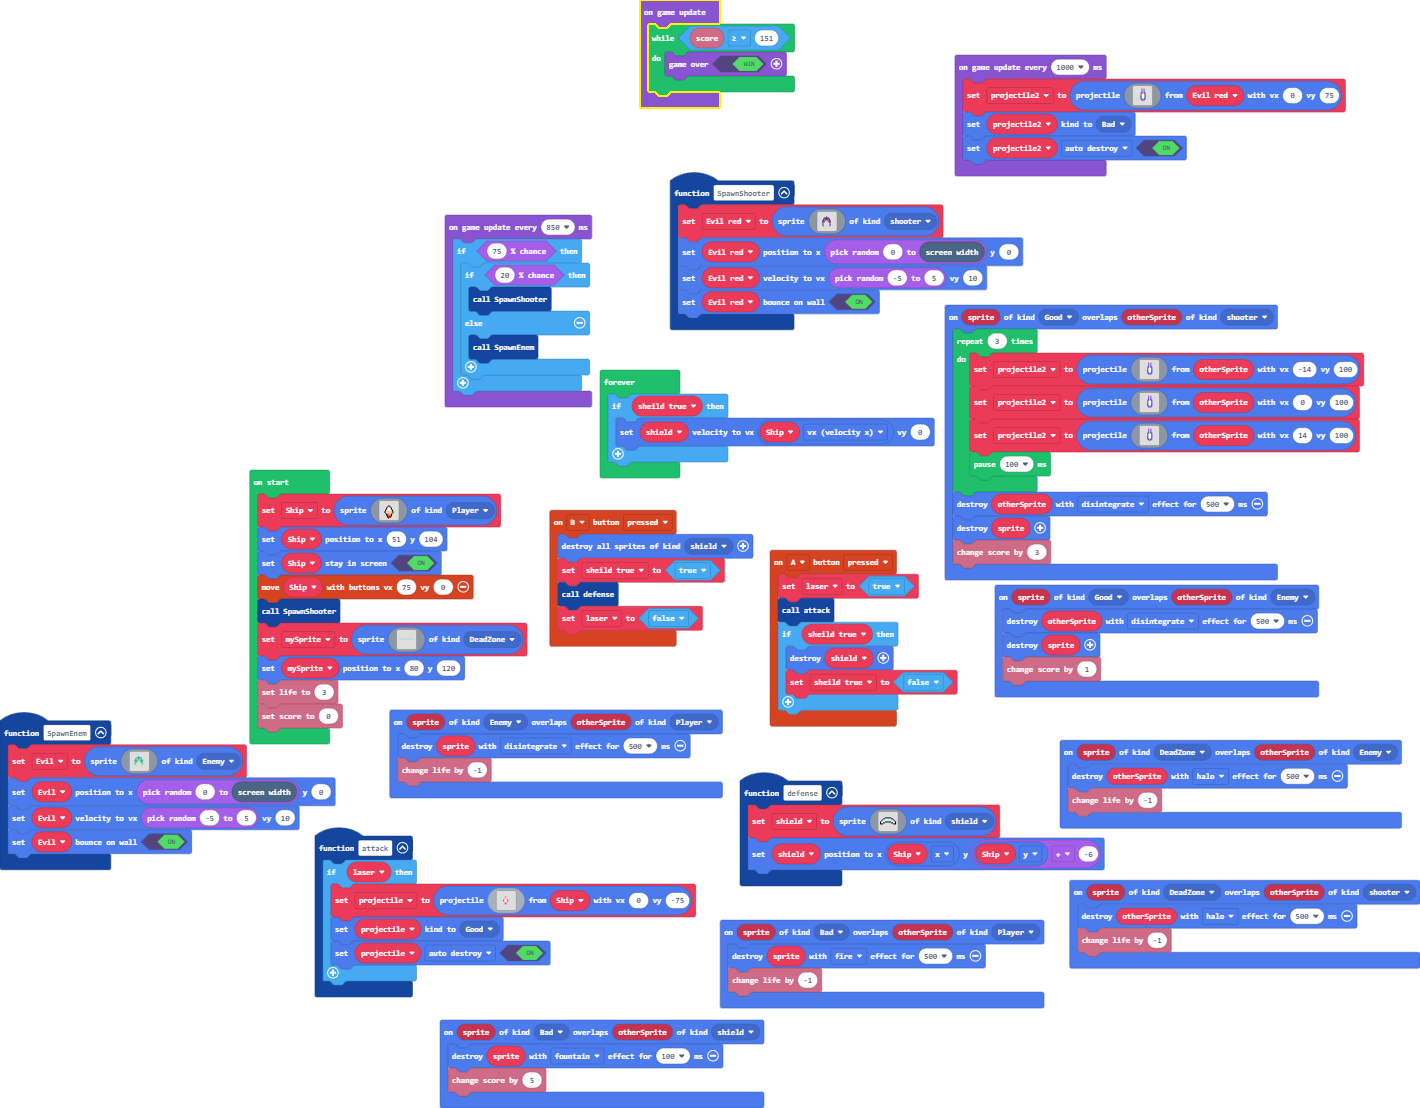 on game update
while score ≥ 151
do game over WIN
on game update every 1000 ms
set projectile2 to projectile from Evil red with vx 0 vy 75
set projectile2 kind to Bad
set projectile2 auto destroy ON
function SpawnShooter
set Evil red to sprite of kind shooter
set Evil red position to x pick random 0 to screen width y 0
set Evil red velocity to vx pick random -5 to 5 vy 10
set Evil red bounce on wall ON
on game update every 850 ms
if 75 % chance then
if 20 % chance then
call SpawnShooter
else
call SpawnEnem
on sprite of kind Good overlaps otherSprite of kind shooter
repeat 3 times
do set projectile2 to projectile from otherSprite with vx -14 vy 100
set projectile2 to projectile from otherSprite with vx 0 vy 100
set projectile2 to projectile from otherSprite with vx 14 vy 100
pause 100 ms
destroy otherSprite with disintegrate effect for 500 ms
destroy sprite
change score by 3
forever
if sheild true then
set shield velocity to vx Ship vx (velocity x) vy 0
on start
set Ship to sprite of kind Player
set Ship position to x 51 y 104
set Ship stay in screen ON
move Ship with buttons vx 75 vy 0
call SpawnShooter
set mySprite to sprite of kind DeadZone
set mySprite position to x 80 y 120
set life to 3
set score to 0
on B button pressed
destroy all sprites of kind shield
set sheild true to true
call defense
set laser to false
on A button pressed
set laser to true
call attack
if sheild true then
destroy shield
set sheild true to false
on sprite of kind Good overlaps otherSprite of kind Enemy
destroy otherSprite with disintegrate effect for 500 ms
destroy sprite
change score by 1
function SpawnEnem
set Evil to sprite of kind Enemy
set Evil position to x pick random 0 to screen width y 0
set Evil velocity to vx pick random -5 to 5 vy 10
set Evil bounce on wall ON
on sprite of kind Enemy overlaps otherSprite of kind Player
destroy sprite with disintegrate effect for 500 ms
change life by -1
on sprite of kind DeadZone overlaps otherSprite of kind Enemy
destroy otherSprite with halo effect for 500 ms
change life by -1
function defense
set shield to sprite of kind shield
set shield position to x Ship x y Ship y + -6
function attack
if laser then
set projectile to projectile from Ship with vx 0 vy -75
set projectile kind to Good
set projectile auto destroy ON
on sprite of kind DeadZone overlaps otherSprite of kind shooter
destroy otherSprite with halo effect for 500 ms
change life by -1
on sprite of kind Bad overlaps otherSprite of kind Player
destroy sprite with fire effect for 500 ms
change life by -1
on sprite of kind Bad overlaps otherSprite of kind shield
destroy sprite with fountain effect for 100 ms
change score by 5